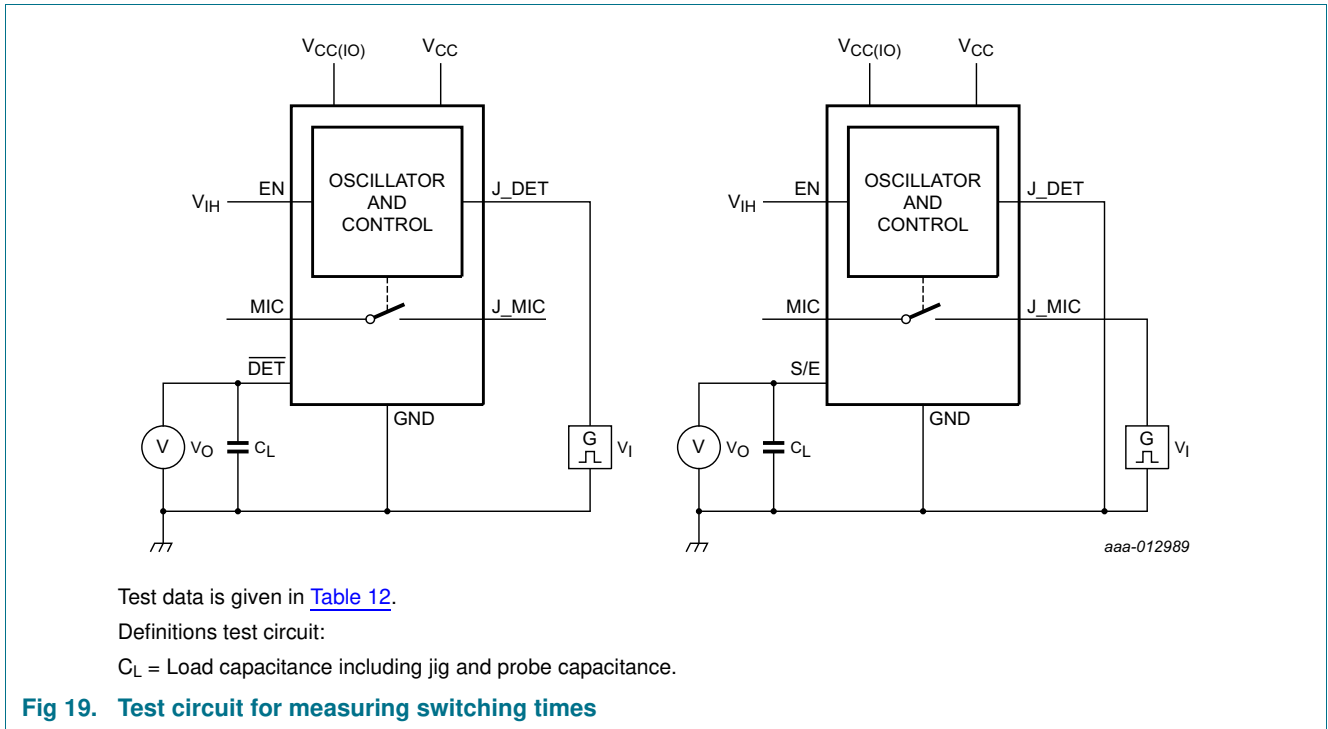 VCC(IO) VCC
EN
VIH
OSCILLATOR
AND
CONTROL
J_DET
MIC
J_MIC
DET
GND
V
VO
CL
G
VI
VCC(IO) VCC
EN
VIH
OSCILLATOR
AND
CONTROL
J_DET
MIC
J_MIC
S/E
GND
V
VO
CL
G
VI
aaa-012989
Test data is given in Table 12.
Definitions test circuit:
CL = Load capacitance including jig and probe capacitance.
Fig 19. Test circuit for measuring switching times